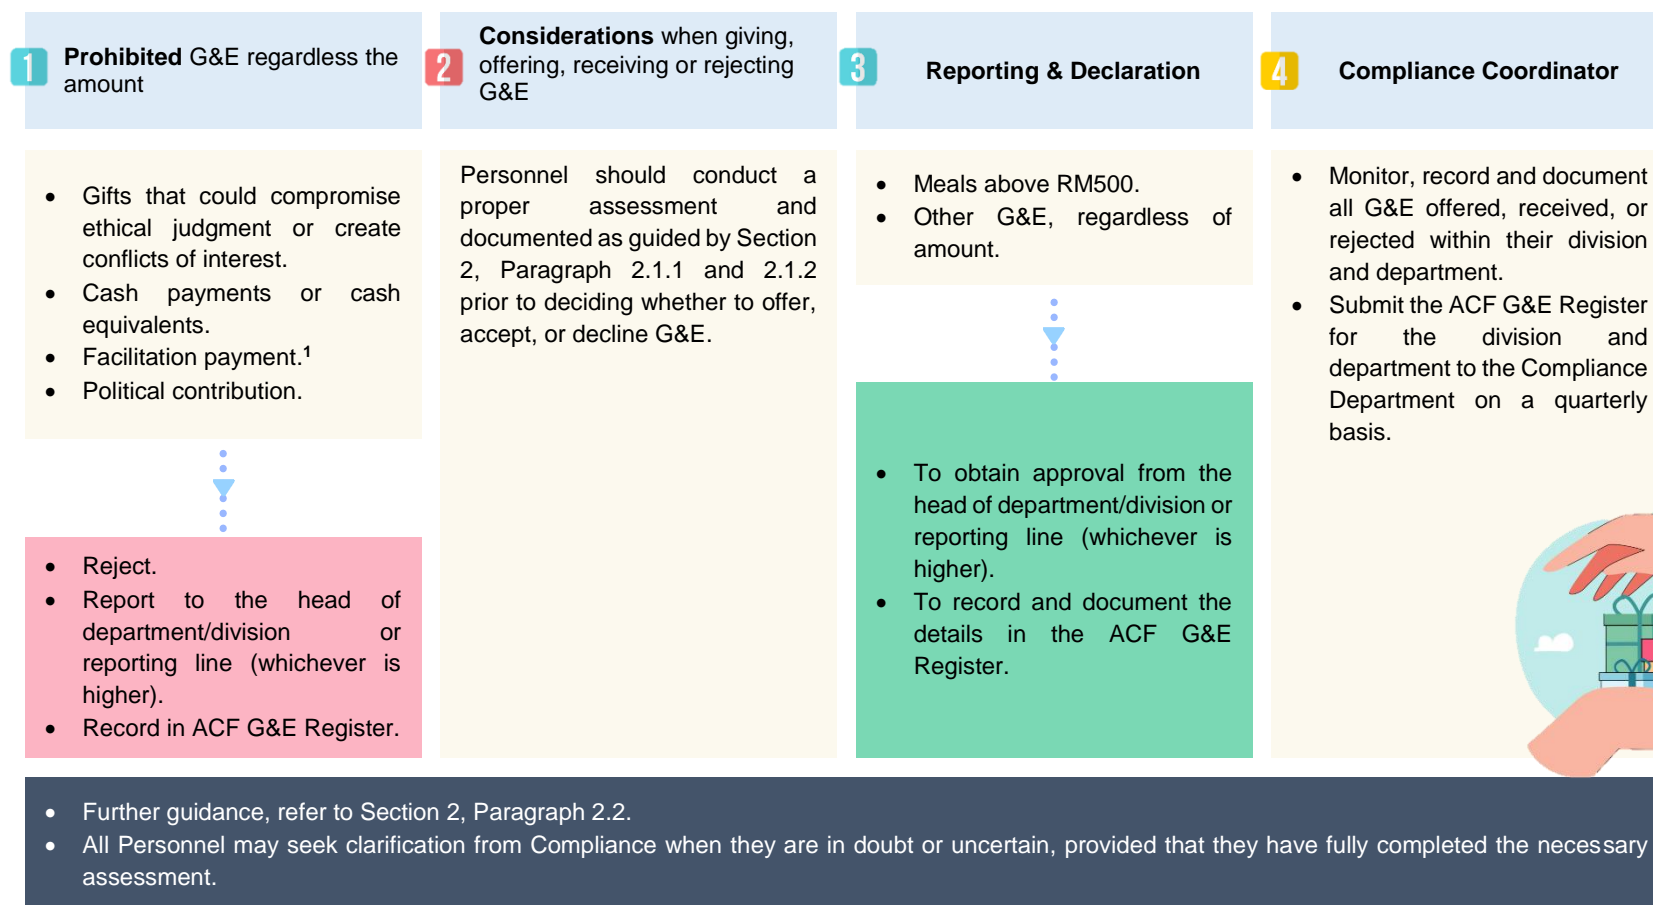 1
Prohibited G&E regardless the
amount
Gifts that could compromise
ethical judgment or create
conflicts of interest.
Cash payments or cash
equivalents.
Facilitation payment.1
Political contribution.
Reject.
Report to the head of
department/division or
reporting line (whichever is
higher).
Record in ACF G&E Register.
2
Considerations when giving,
offering, receiving or rejecting
G&E
Personnel should conduct a
proper assessment and
documented as guided by Section
2, Paragraph 2.1.1 and 2.1.2
prior to deciding whether to offer,
accept, or decline G&E.
3
Reporting & Declaration
Meals above RM500.
Other G&E, regardless of
amount.
To obtain approval from the
head of department/division or
reporting line (whichever is
higher).
To record and document the
details in the ACF G&E
Register.
4
Compliance Coordinator
Monitor, record and document
all G&E offered, received, or
rejected within their division
and department.
Submit the ACF G&E Register
for the division and
department to the Compliance
Department on a quarterly
basis.
Further guidance, refer to Section 2, Paragraph 2.2.
All Personnel may seek clarification from Compliance when they are in doubt or uncertain, provided that they have fully completed the necessary
assessment.